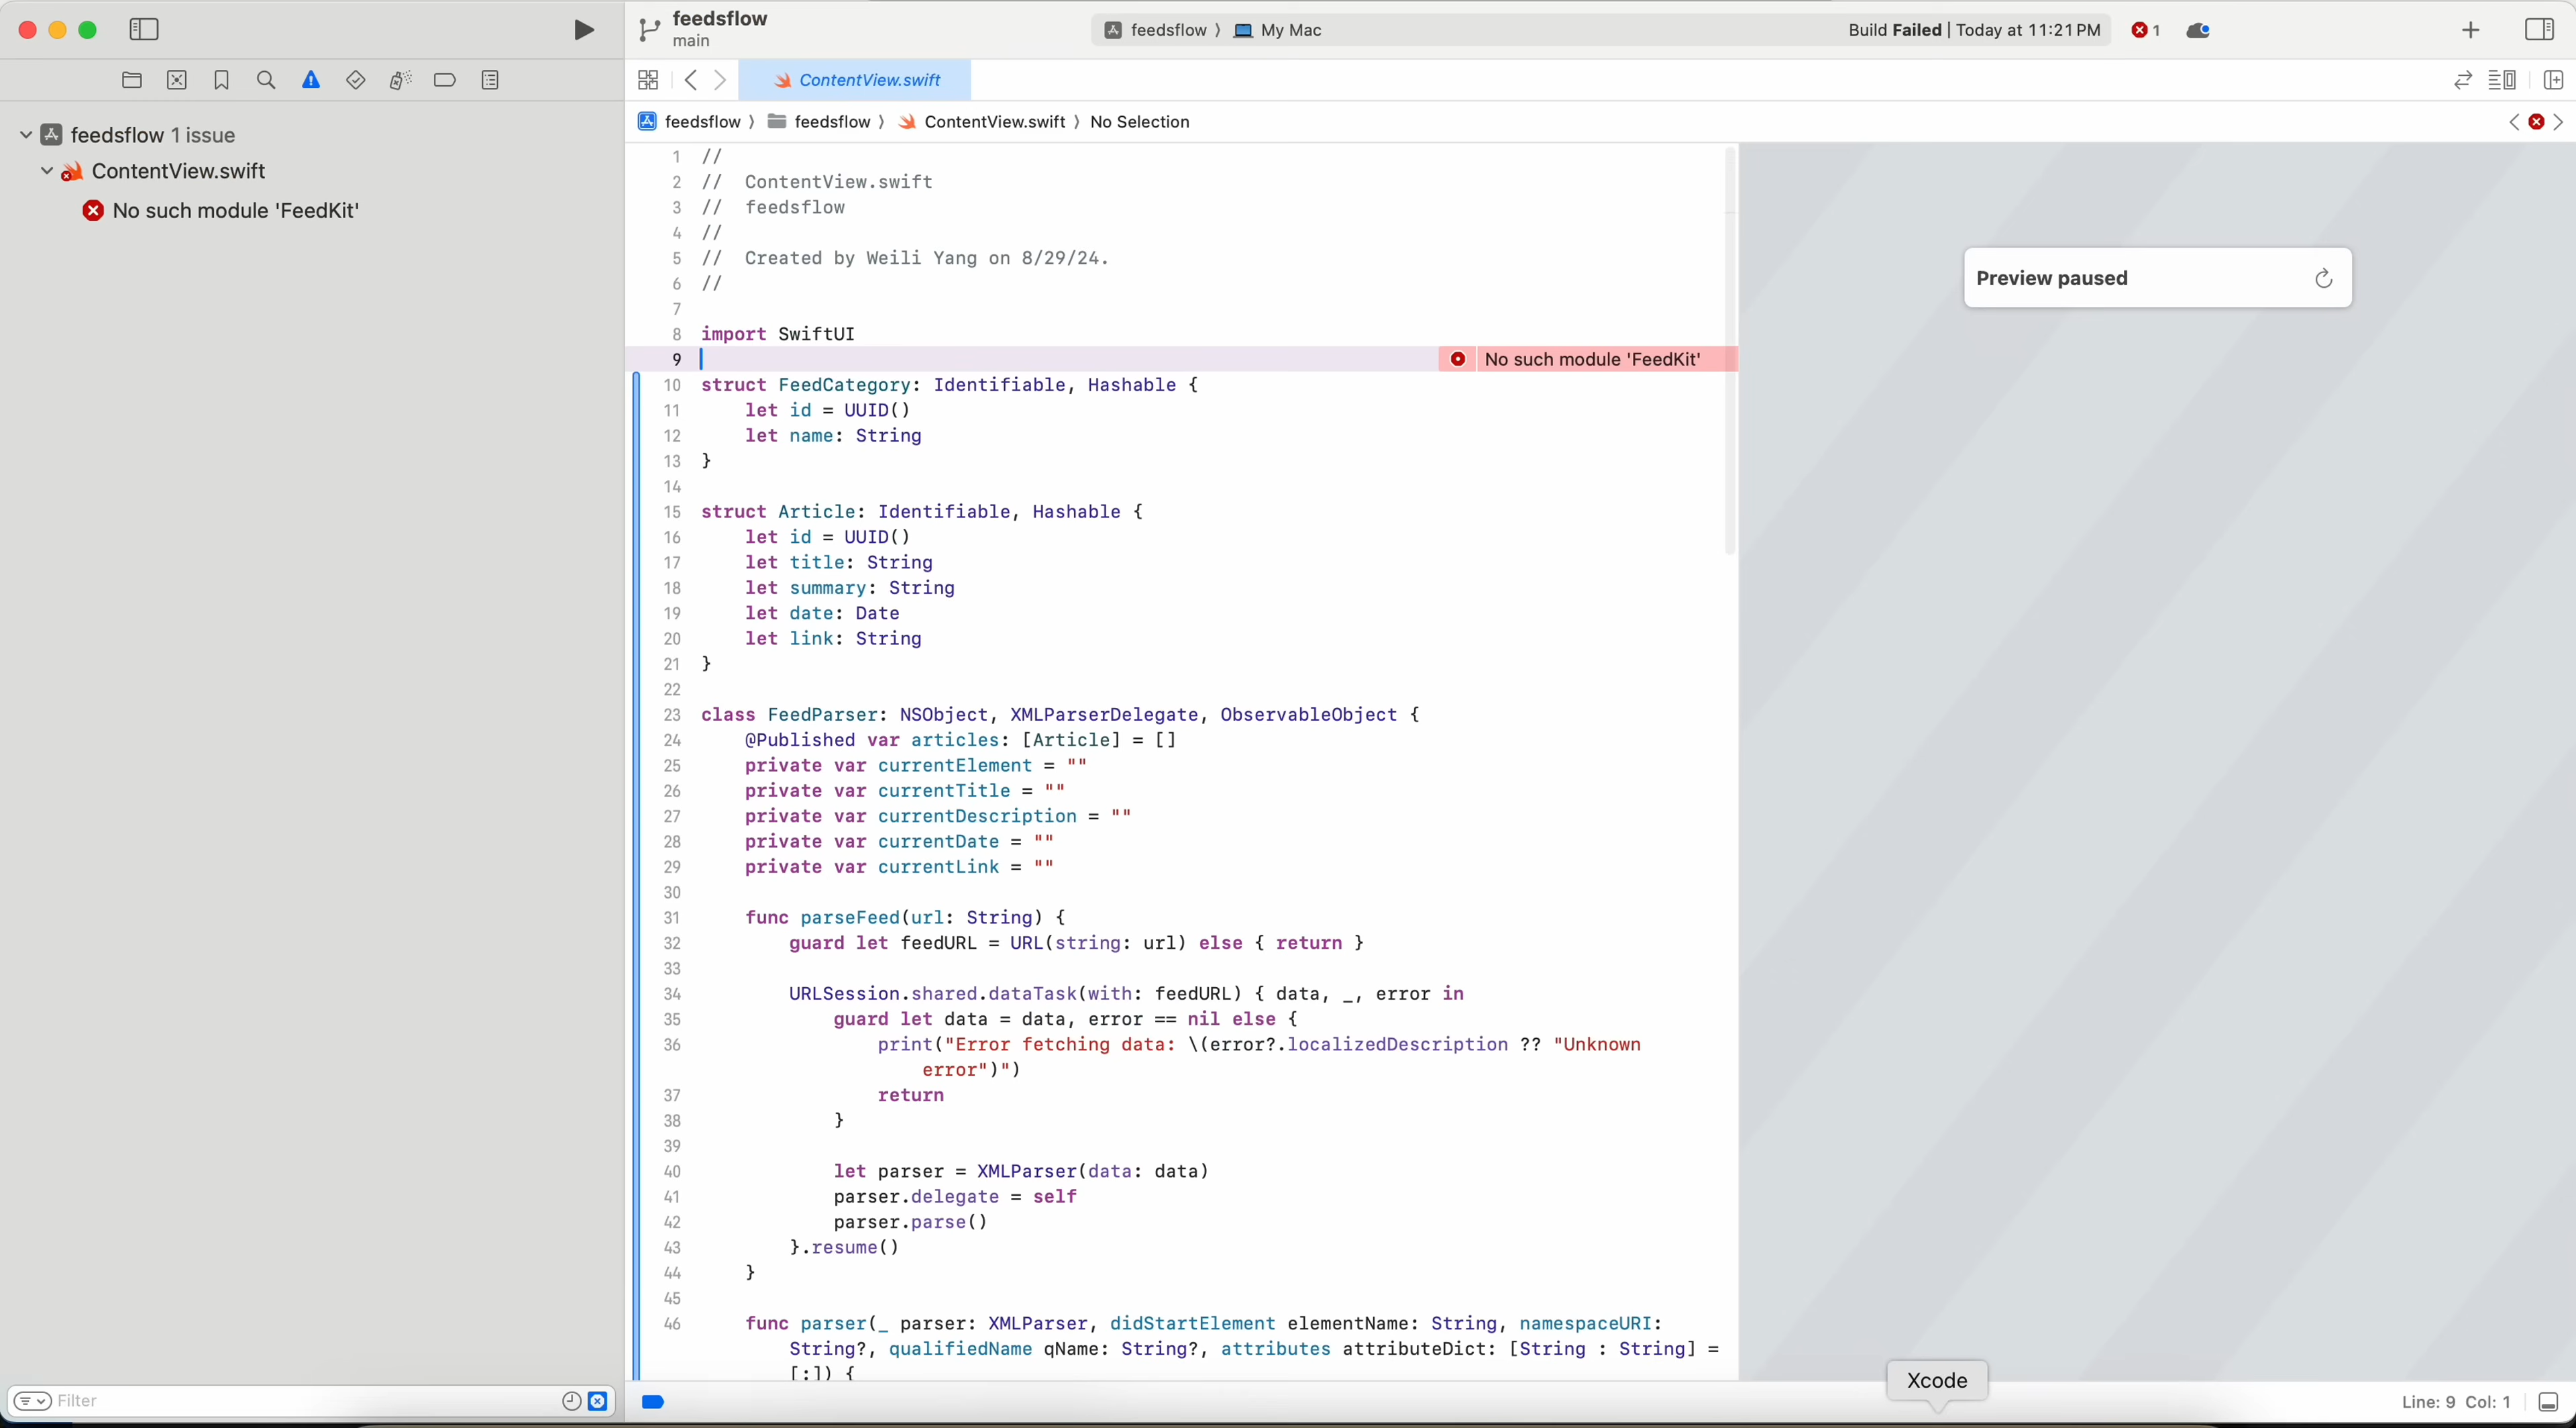 feedsflow
main
feedsflow ⟩ My Mac
Build Failed | Today at 11:21 PM
1
ContentView.swift
feedsflow 1 issue
ContentView.swift
No such module 'FeedKit'
feedsflow ⟩ feedsflow ⟩ ContentView.swift ⟩ No Selection
1 //
2 //  ContentView.swift
3 //  feedsflow
4 //
5 //  Created by Weili Yang on 8/29/24.
6 //
7
8 import SwiftUI
9 No such module 'FeedKit'
10 struct FeedCategory: Identifiable, Hashable {
11     let id = UUID()
12     let name: String
13 }
14
15 struct Article: Identifiable, Hashable {
16     let id = UUID()
17     let title: String
18     let summary: String
19     let date: Date
20     let link: String
21 }
22
23 class FeedParser: NSObject, XMLParserDelegate, ObservableObject {
24     @Published var articles: [Article] = []
25     private var currentElement = ""
26     private var currentTitle = ""
27     private var currentDescription = ""
28     private var currentDate = ""
29     private var currentLink = ""
30
31     func parseFeed(url: String) {
32         guard let feedURL = URL(string: url) else { return }
33
34         URLSession.shared.dataTask(with: feedURL) { data, _, error in
35             guard let data = data, error == nil else {
36                 print("Error fetching data: \(error?.localizedDescription ?? "Unknown
error")")
37                 return
38             }
39
40             let parser = XMLParser(data: data)
41             parser.delegate = self
42             parser.parse()
43         }.resume()
44     }
45
46     func parser(_ parser: XMLParser, didStartElement elementName: String, namespaceURI:
String?, qualifiedName qName: String?, attributes attributeDict: [String : String] =
[:]) {
Preview paused
Xcode
Filter
Line: 9 Col: 1